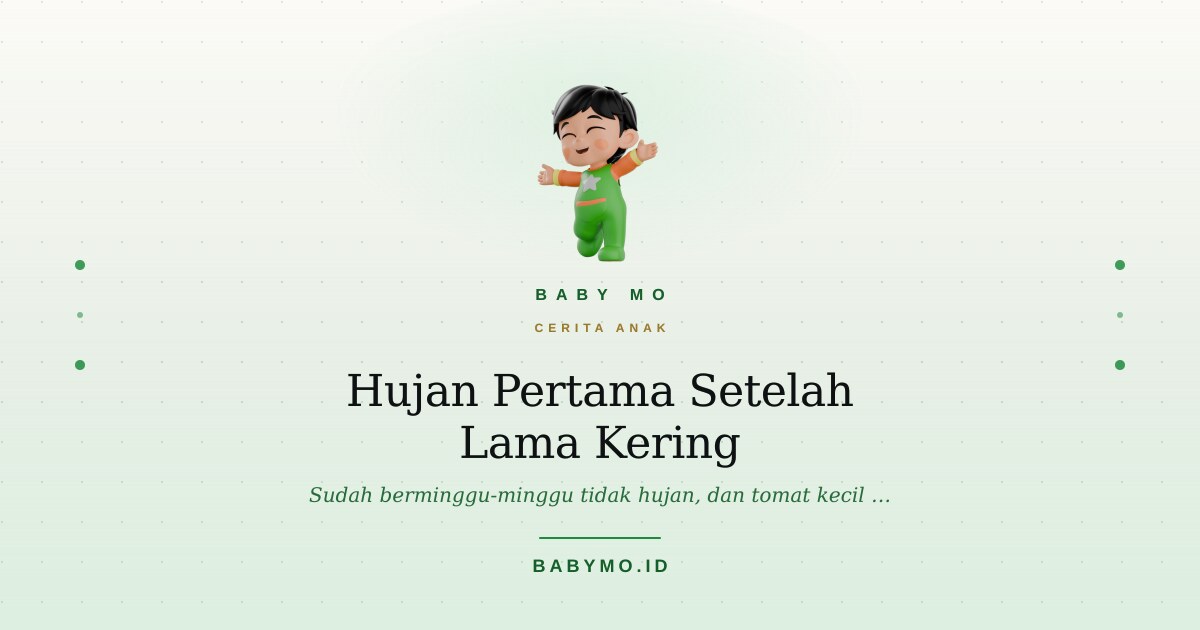 BABY MO
CERITA ANAK
Hujan Pertama Setelah
Lama Kering
Sudah berminggu-minggu tidak hujan, dan tomat kecil ...
BABYMO.ID